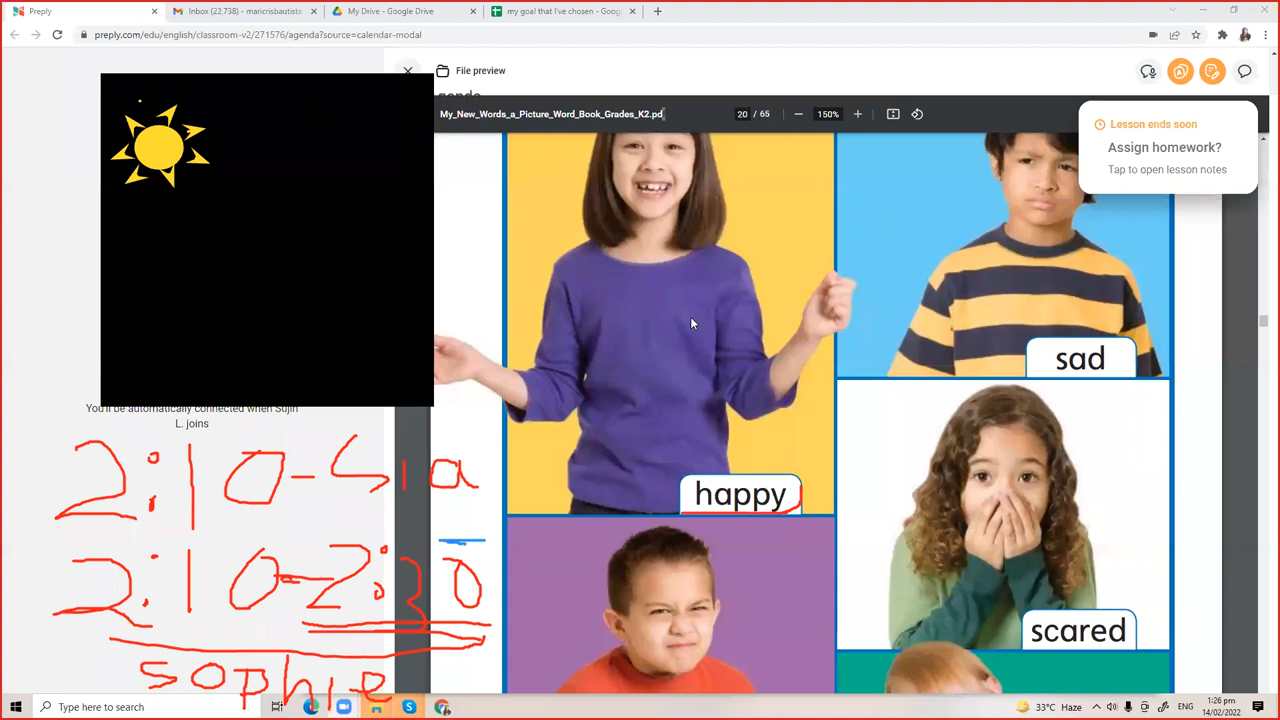 Preply
Inbox (22,738) - maricrisbautista
My Drive - Google Drive
my goal that I've chosen - Goog
preply.com/edu/english/classroom-v2/271576/agenda?source=calendar-modal
File preview
My_New_Words_a_Picture_Word_Book_Grades_K2.pd
20 / 65
150%
Lesson ends soon
Assign homework?
Tap to open lesson notes
sad
happy
scared
You'll be automatically connected when Sujin
L. joins
2:10-Sia
2:10-2:30
sophie
Type here to search
33°C Haze
ENG
1:26 pm
14/02/2022